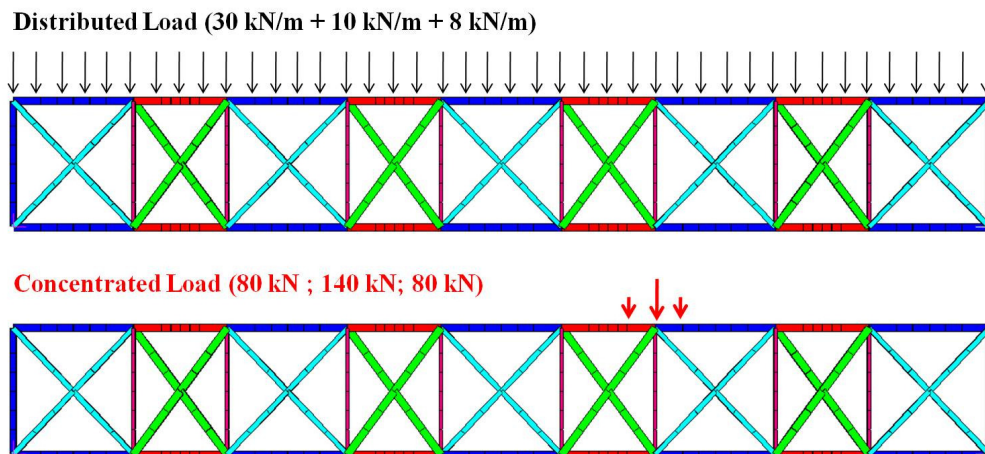 Distributed Load (30 kN/m + 10 kN/m + 8 kN/m)
Concentrated Load (80 kN ; 140 kN; 80 kN)